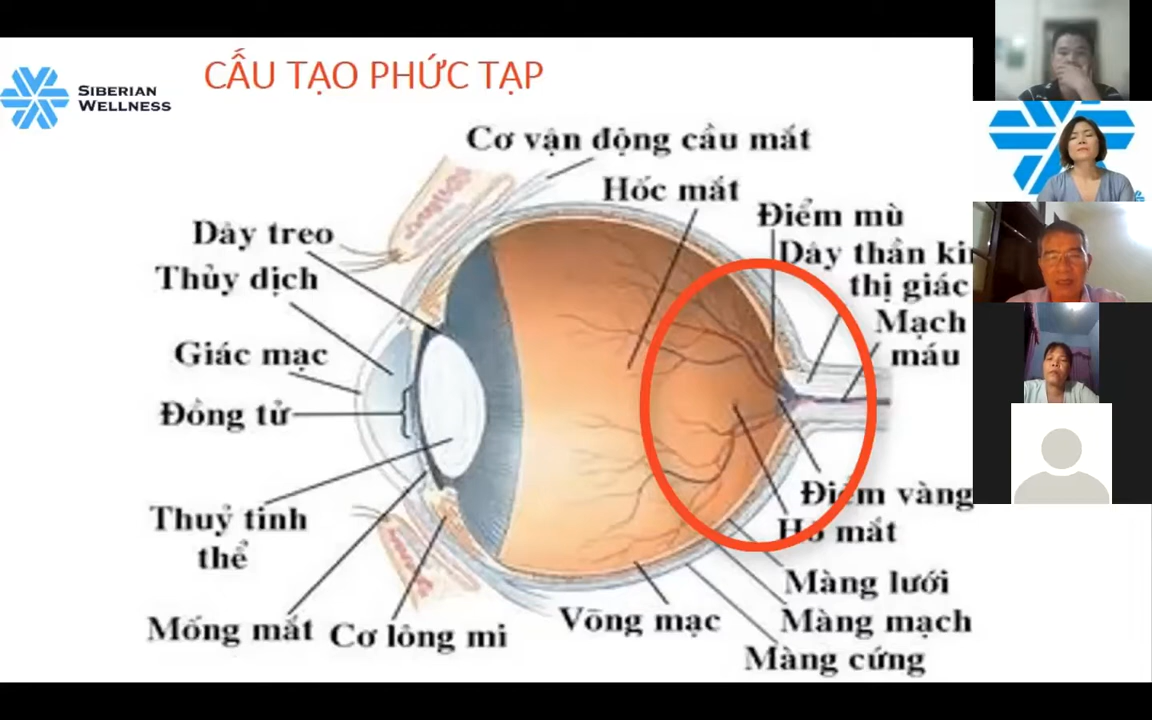 SIBERIAN
WELLNESS
CẤU TẠO PHỨC TẠP
Cơ vận động cầu mắt
Hốc mắt
Điểm mù
Dây treo
Dây thần
Thủy dịch
thị giác
Mạch
máu
Giác mạc
Đồng tử
Điểm vàng
Thuỷ tinh
thể
Hố mắt
Màng lưới
Mống mắt
Cơ lông mi
Võng mạc
Màng mạch
Màng cứng